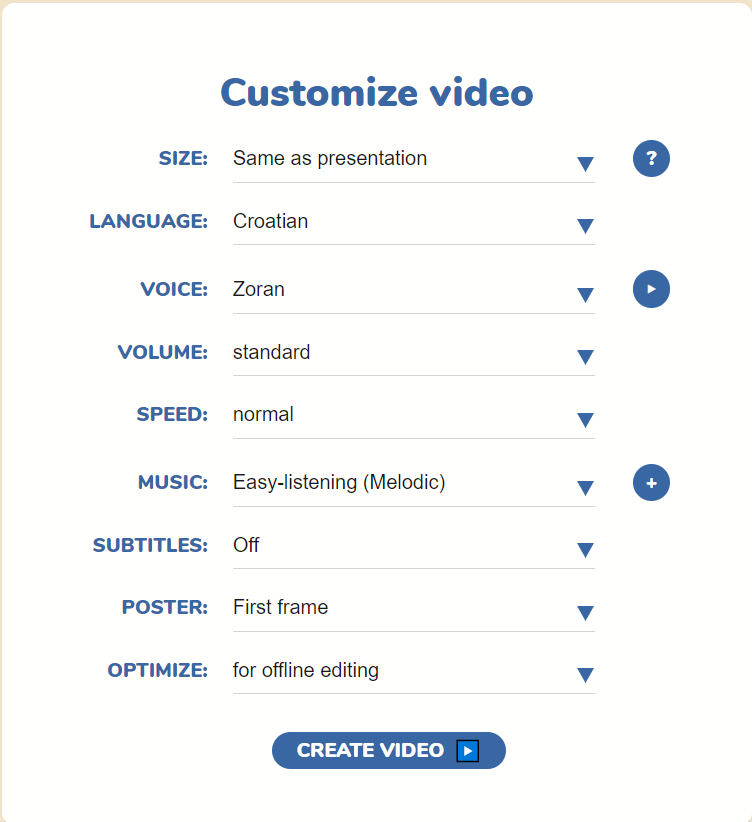 Customize video
SIZE: Same as presentation ?
LANGUAGE: Croatian
VOICE: Zoran
VOLUME: standard
SPEED: normal
MUSIC: Easy-listening (Melodic) +
SUBTITLES: Off
POSTER: First frame
OPTIMIZE: for offline editing
CREATE VIDEO